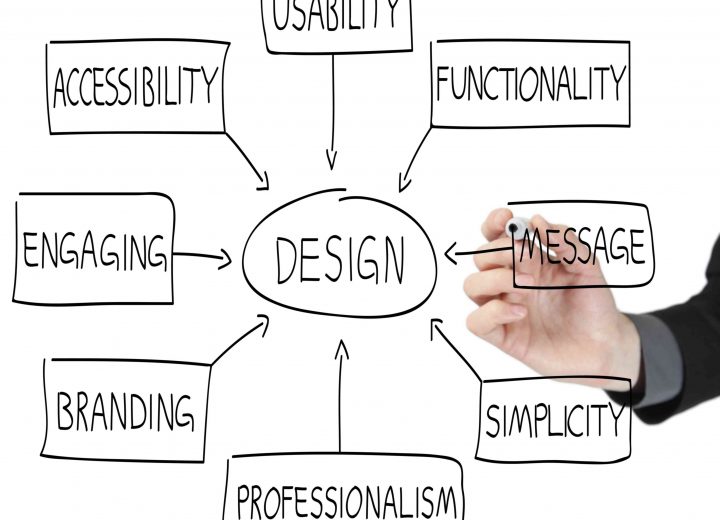 USABILITY
ACCESSIBILITY
FUNCTIONALITY
ENGAGING
DESIGN
MESSAGE
BRANDING
SIMPLICITY
PROFESSIONALISM